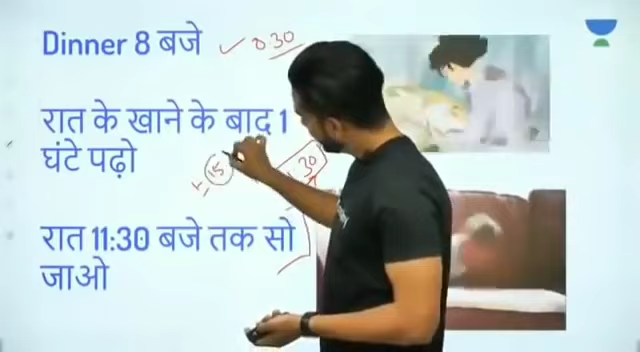 Dinner 8 बजे
✓ 8:30
रात के खाने के बाद 1
घंटे पढ़ो
± 15
30
रात 11:30 बजे तक सो
जाओ